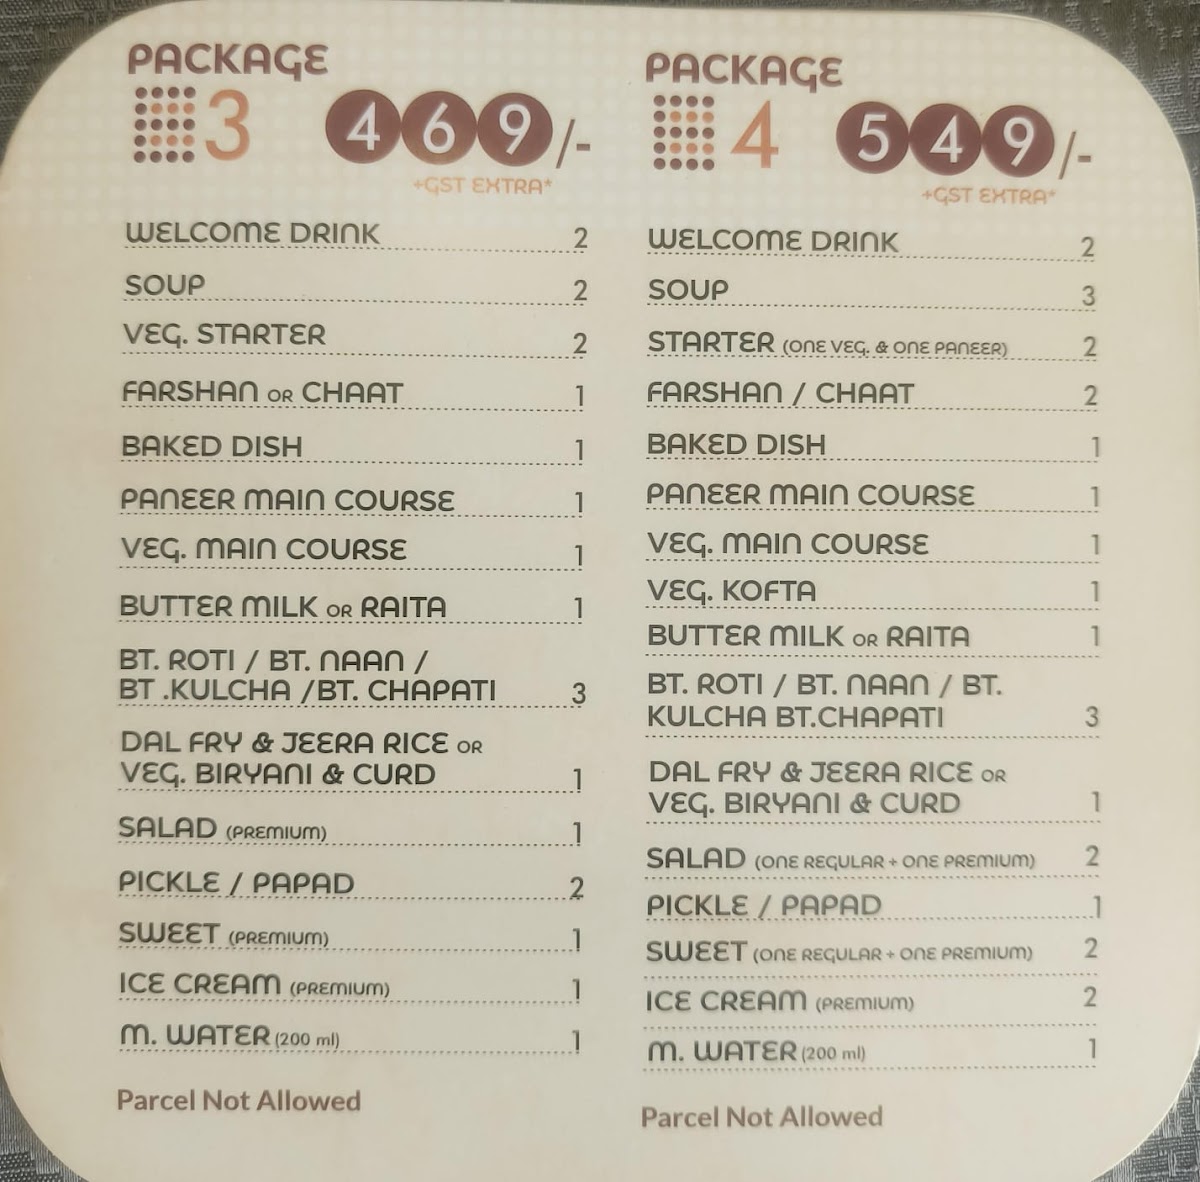 PACKAGE
3 469/-
+GST EXTRA*
WELCOME DRINK 2
SOUP 2
VEG. STARTER 2
FARSHAN OR CHAAT 1
BAKED DISH 1
PANEER MAIN COURSE 1
VEG. MAIN COURSE 1
BUTTER MILK OR RAITA 1
BT. ROTI / BT. NAAN /
BT .KULCHA /BT. CHAPATI 3
DAL FRY & JEERA RICE OR
VEG. BIRYANI & CURD 1
SALAD (PREMIUM) 1
PICKLE / PAPAD 2
SWEET (PREMIUM) 1
ICE CREAM (PREMIUM) 1
M. WATER (200 ml) 1
Parcel Not Allowed
PACKAGE
4 549/-
+GST EXTRA*
WELCOME DRINK 2
SOUP 3
STARTER (ONE VEG. & ONE PANEER) 2
FARSHAN / CHAAT 2
BAKED DISH 1
PANEER MAIN COURSE 1
VEG. MAIN COURSE 1
VEG. KOFTA 1
BUTTER MILK OR RAITA 1
BT. ROTI / BT. NAAN / BT.
KULCHA BT.CHAPATI 3
DAL FRY & JEERA RICE OR
VEG. BIRYANI & CURD 1
SALAD (ONE REGULAR + ONE PREMIUM) 2
PICKLE / PAPAD 1
SWEET (ONE REGULAR + ONE PREMIUM) 2
ICE CREAM (PREMIUM) 2
M. WATER (200 ml) 1
Parcel Not Allowed